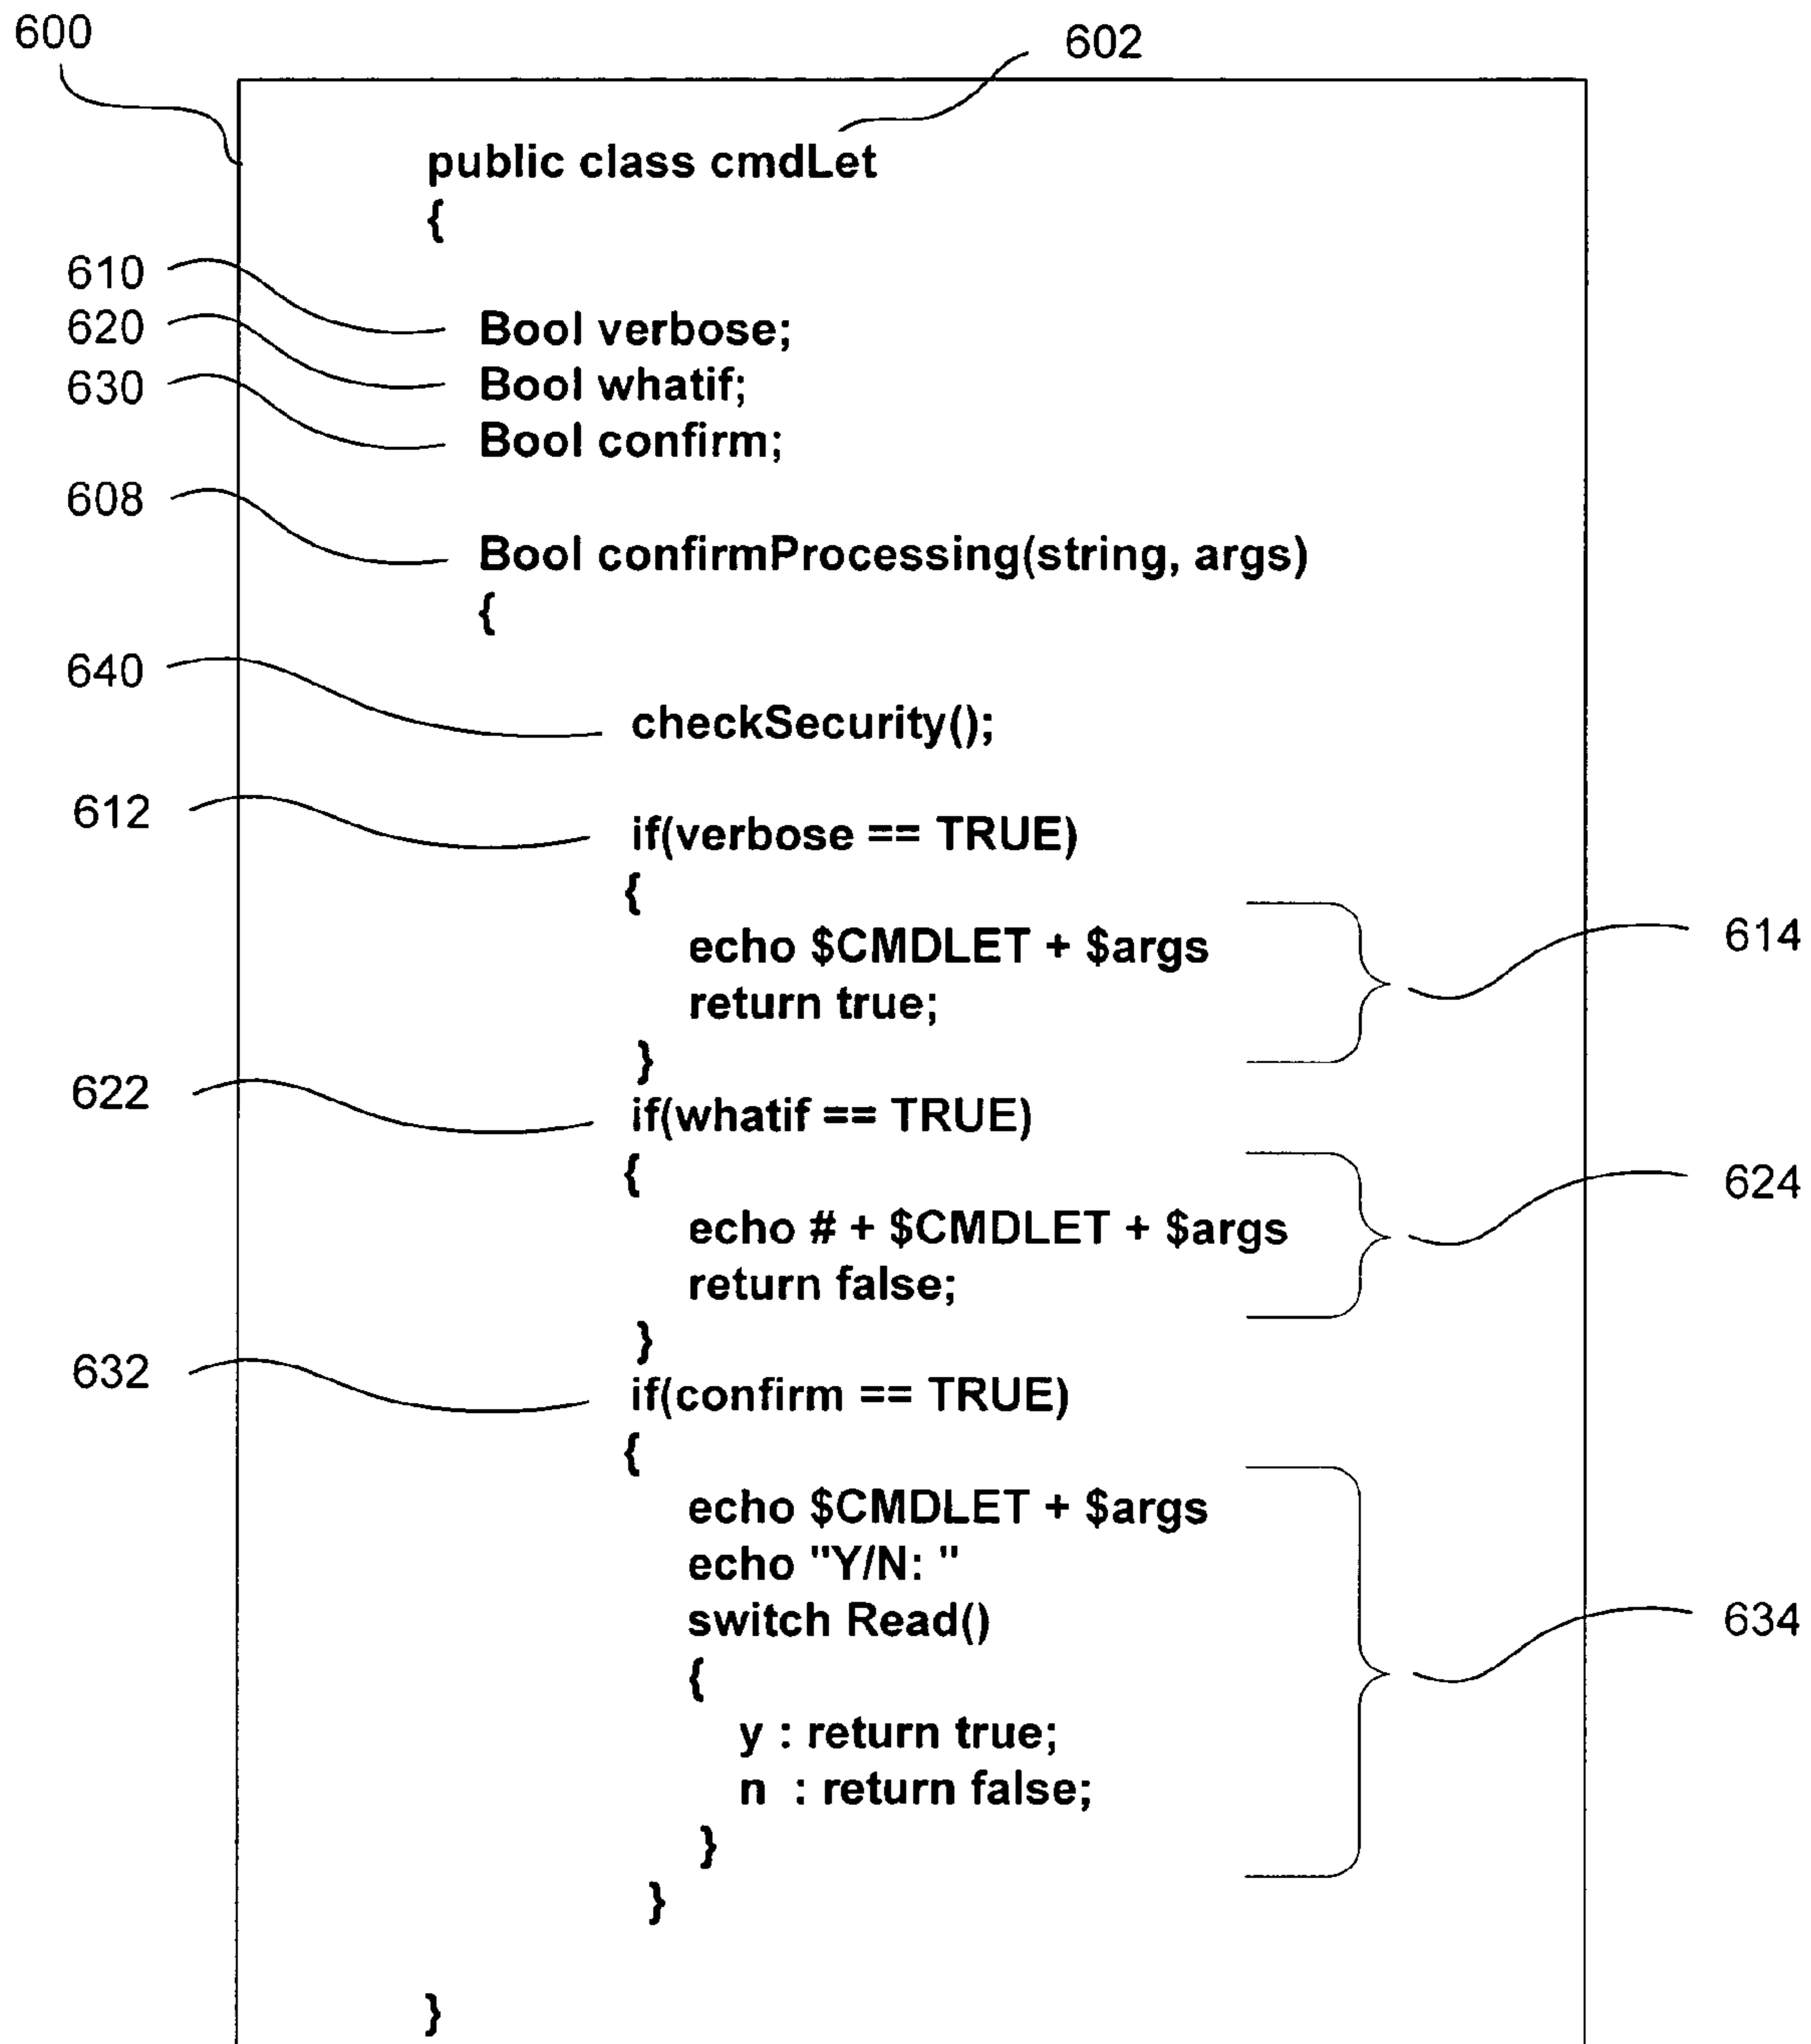 600
602
public class cmdLet
{
610
Bool verbose;
620
Bool whatif;
630
Bool confirm;
608
Bool confirmProcessing(string, args)
{
640
checkSecurity();
612
if(verbose == TRUE)
{
echo $CMDLET + $args
614
return true;
}
622
if(whatif == TRUE)
{
624
echo # + $CMDLET + $args
return false;
}
632
if(confirm == TRUE)
{
echo $CMDLET + $args
echo "Y/N: "
switch Read()
634
{
y : return true;
n : return false;
}
}
}